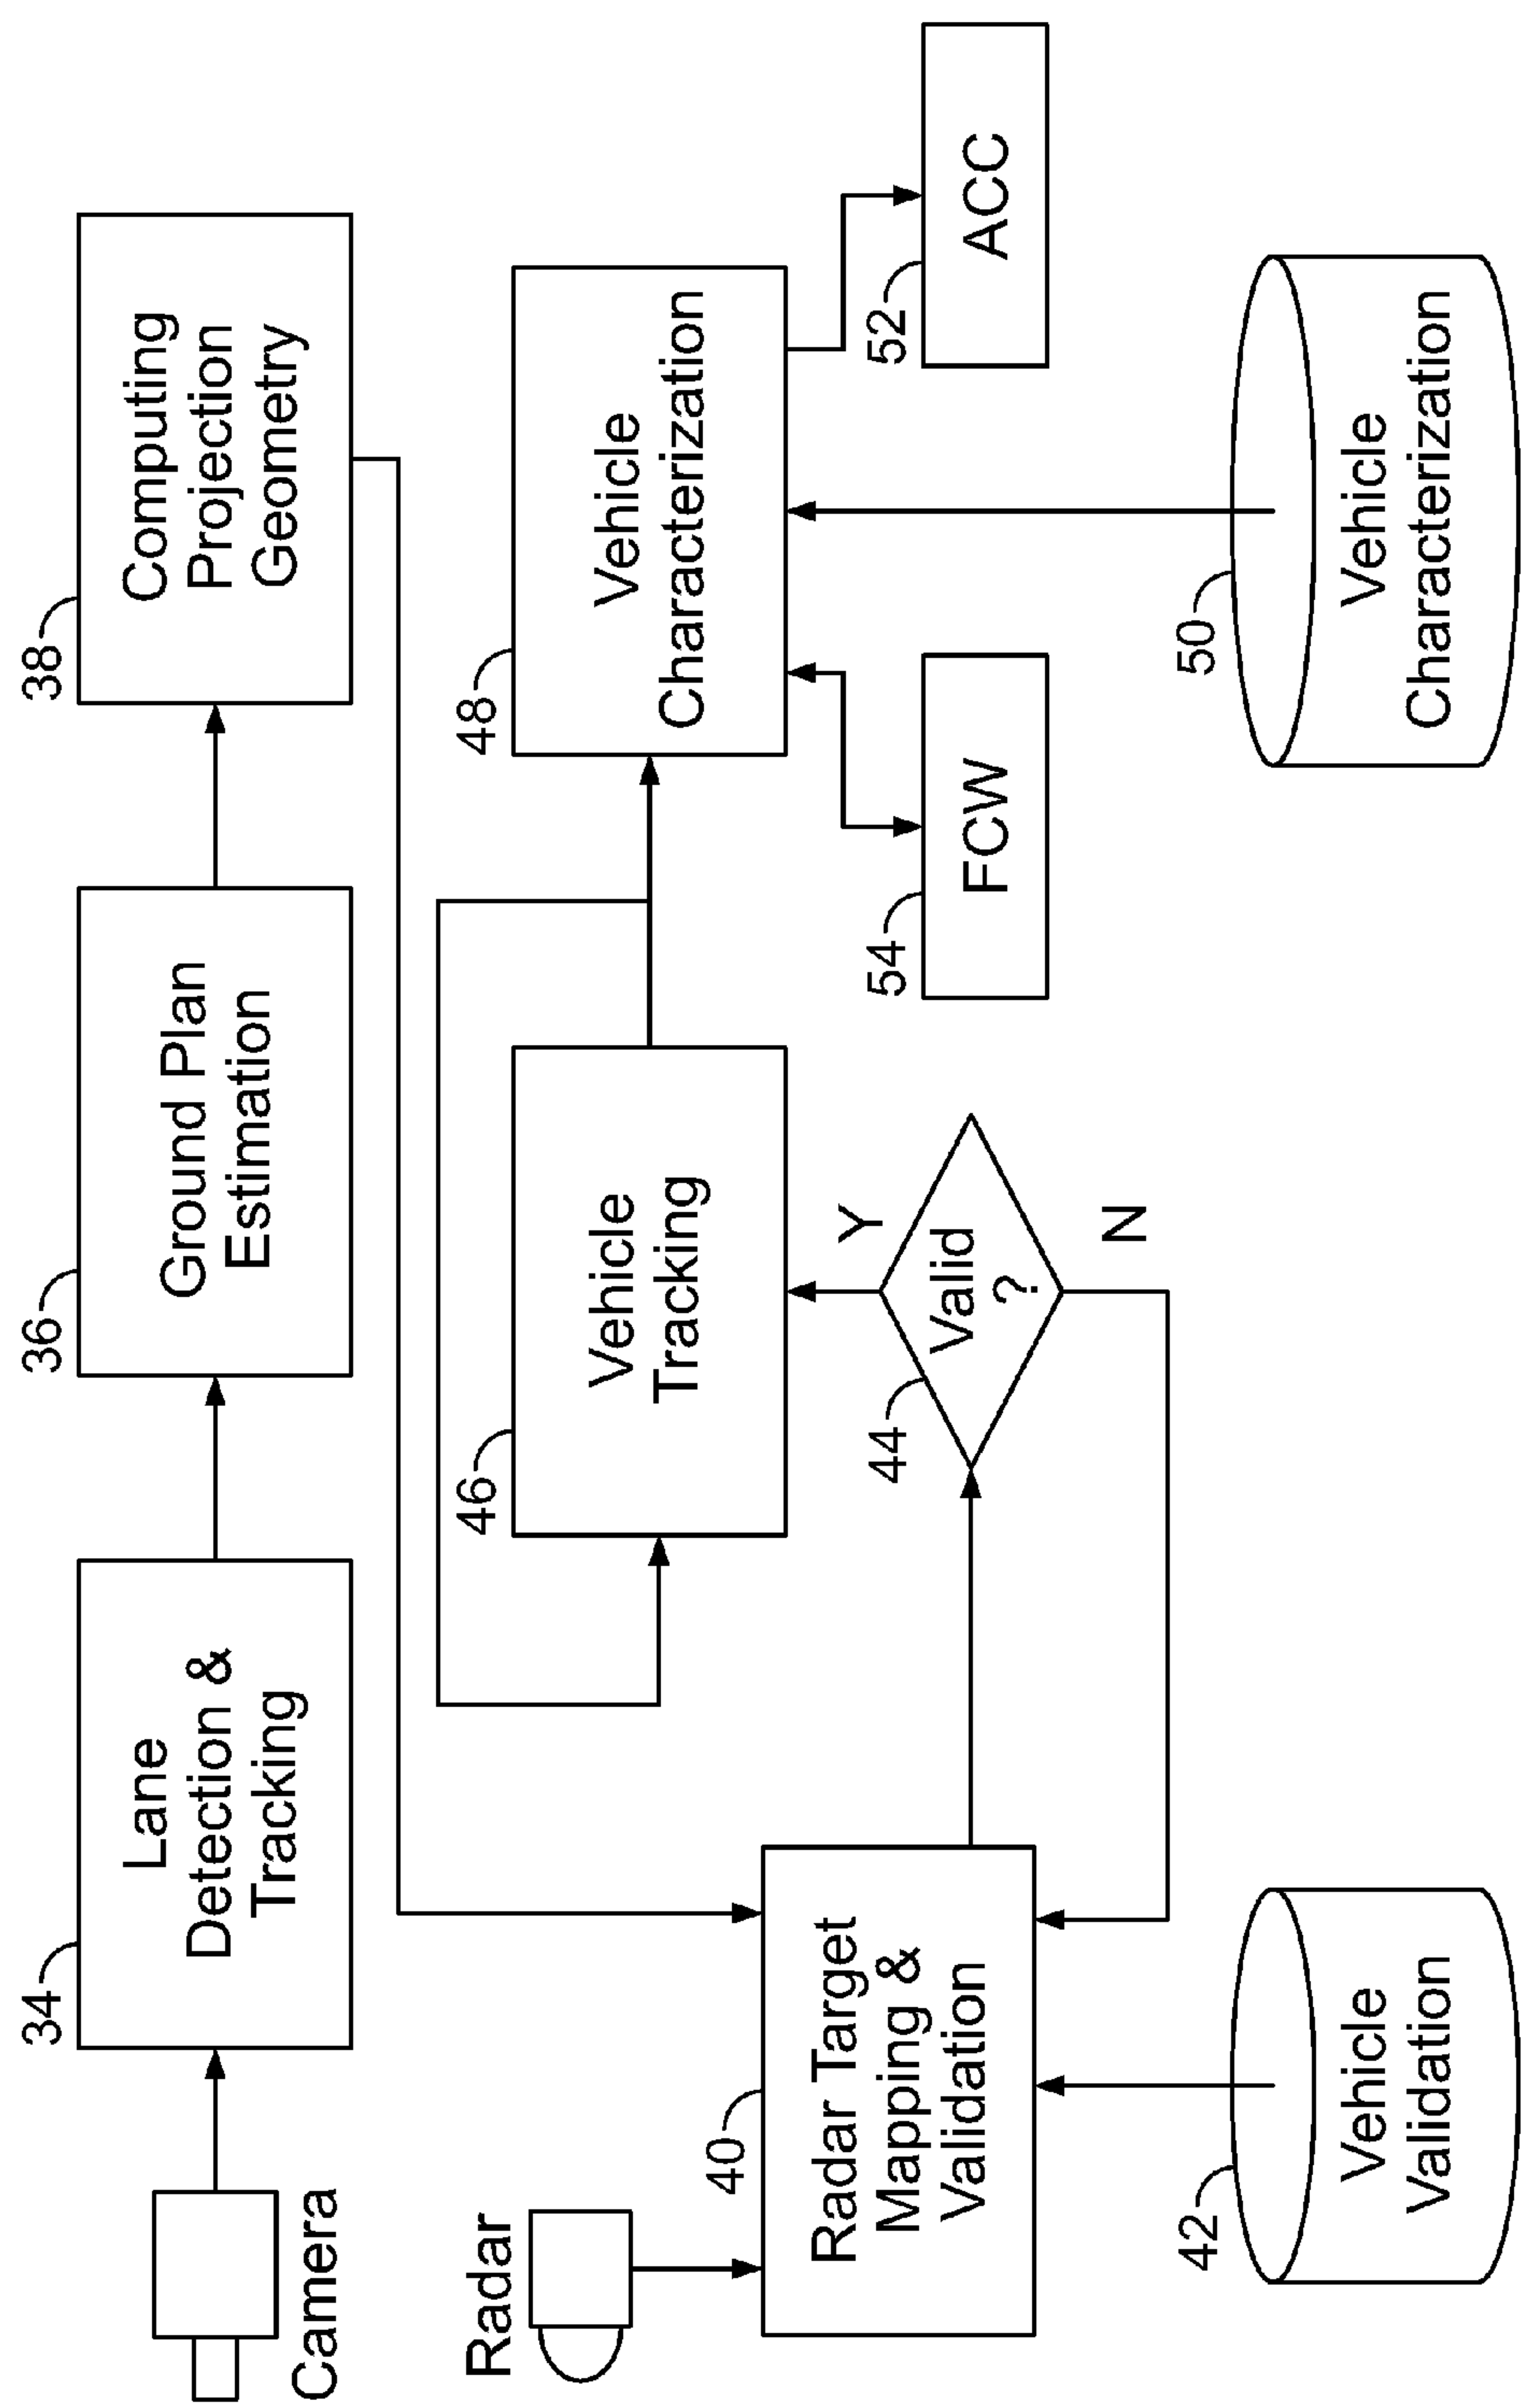 Camera
34
Lane
Detection &
Tracking
36
Ground Plan
Estimation
38
Computing
Projection
Geometry
Radar
40
Radar Target
Mapping &
Validation
42
Vehicle
Validation
44
Valid
?
Y
N
46
Vehicle
Tracking
48
Vehicle
Characterization
54
FCW
52
ACC
50
Vehicle
Characterization